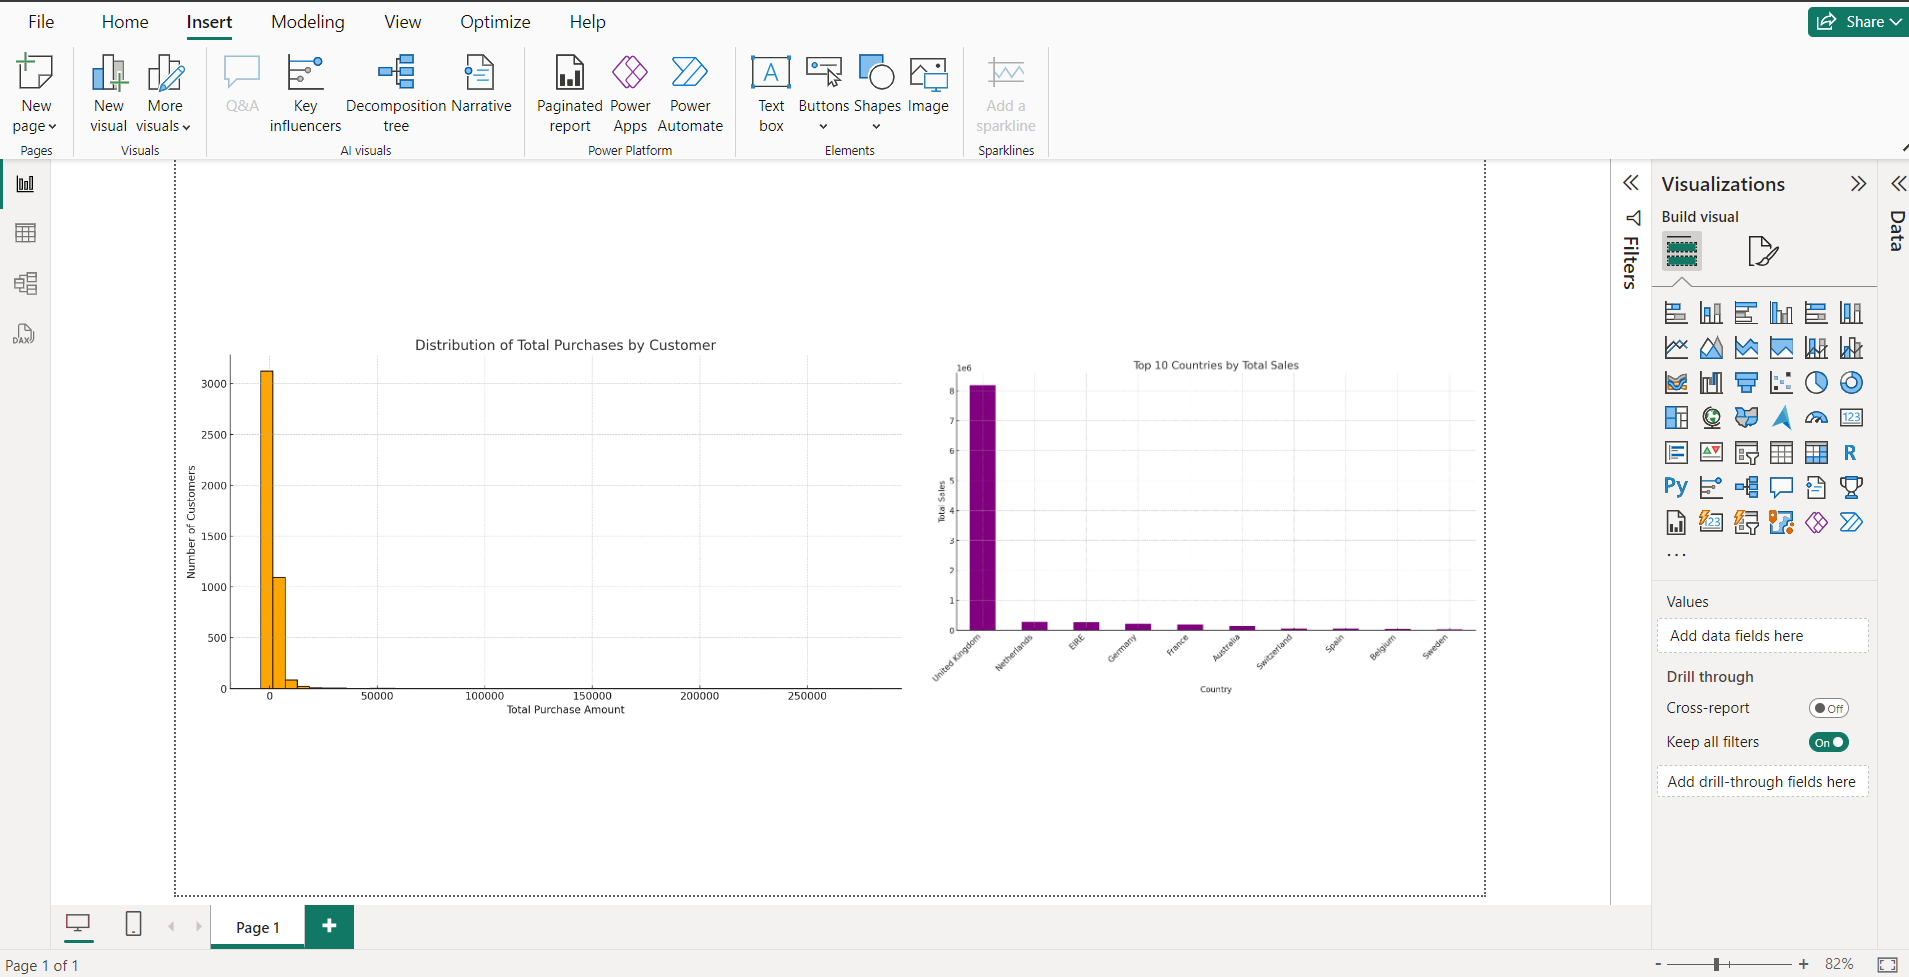 File Home Insert Modeling View Optimize Help Share
New page
New visual
More visuals
Q&A
Key influencers
Decomposition tree
Narrative
Paginated report
Power Apps
Power Automate
Text box
Buttons
Shapes
Image
Add a sparkline
Pages Visuals AI visuals Power Platform Elements Sparklines
DAX
Distribution of Total Purchases by Customer
Number of Customers
3000
2500
2000
1500
1000
500
0
0 50000 100000 150000 200000 250000
Total Purchase Amount
Top 10 Countries by Total Sales
1e6
Total Sales
8
7
6
5
4
3
2
1
0
United Kingdom
Netherlands
EIRE
Germany
France
Australia
Switzerland
Spain
Belgium
Sweden
Country
Filters
Visualizations
Build visual
123
R
Py
123
...
Values
Add data fields here
Drill through
Cross-report Off
Keep all filters On
Add drill-through fields here
Data
Page 1 +
Page 1 of 1
- + 82%